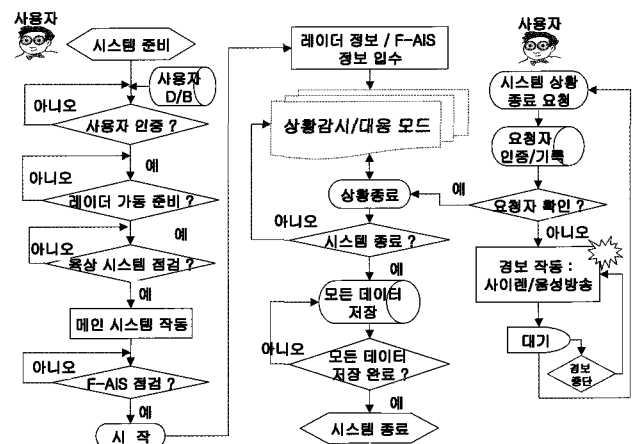 사용자
시스템 준비
사용자
D/B
아니오
사용자 인증 ?
예
아니오
레이더 가동 준비 ?
예
아니오
육상 시스템 점검 ?
예
메인 시스템 작동
아니오
F-AIS 점검 ?
예
시 작
레이더 정보 / F-AIS
정보 입수
상황감시/대응 모드
상황종료
아니오
시스템 종료 ?
예
모든 데이터
저장
아니오
모든 데이터
저장 완료 ?
예
시스템 종료
사용자
시스템 상황
종료 요청
요청자
인증/기록
예
요청자 확인 ?
아니오
경보 작동 :
사이렌/음성방송
대기
경보
중단